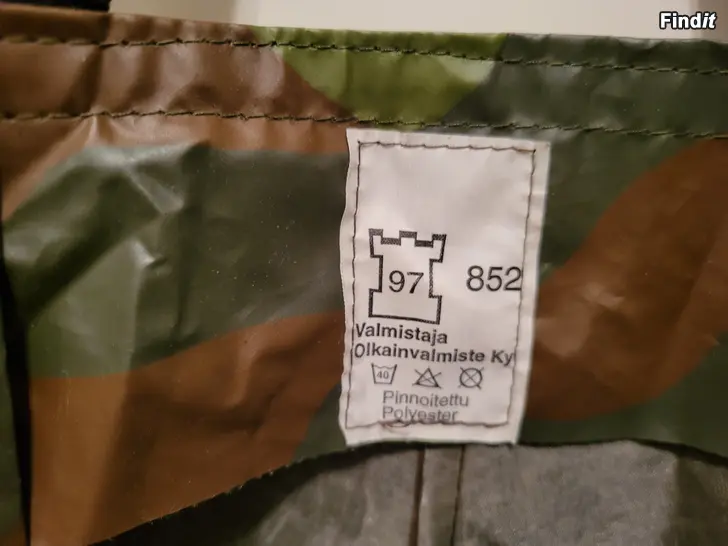 Findit
97 852
Valmistaja
Olkainvalmiste Ky
40
Pinnoitettu
Polyester